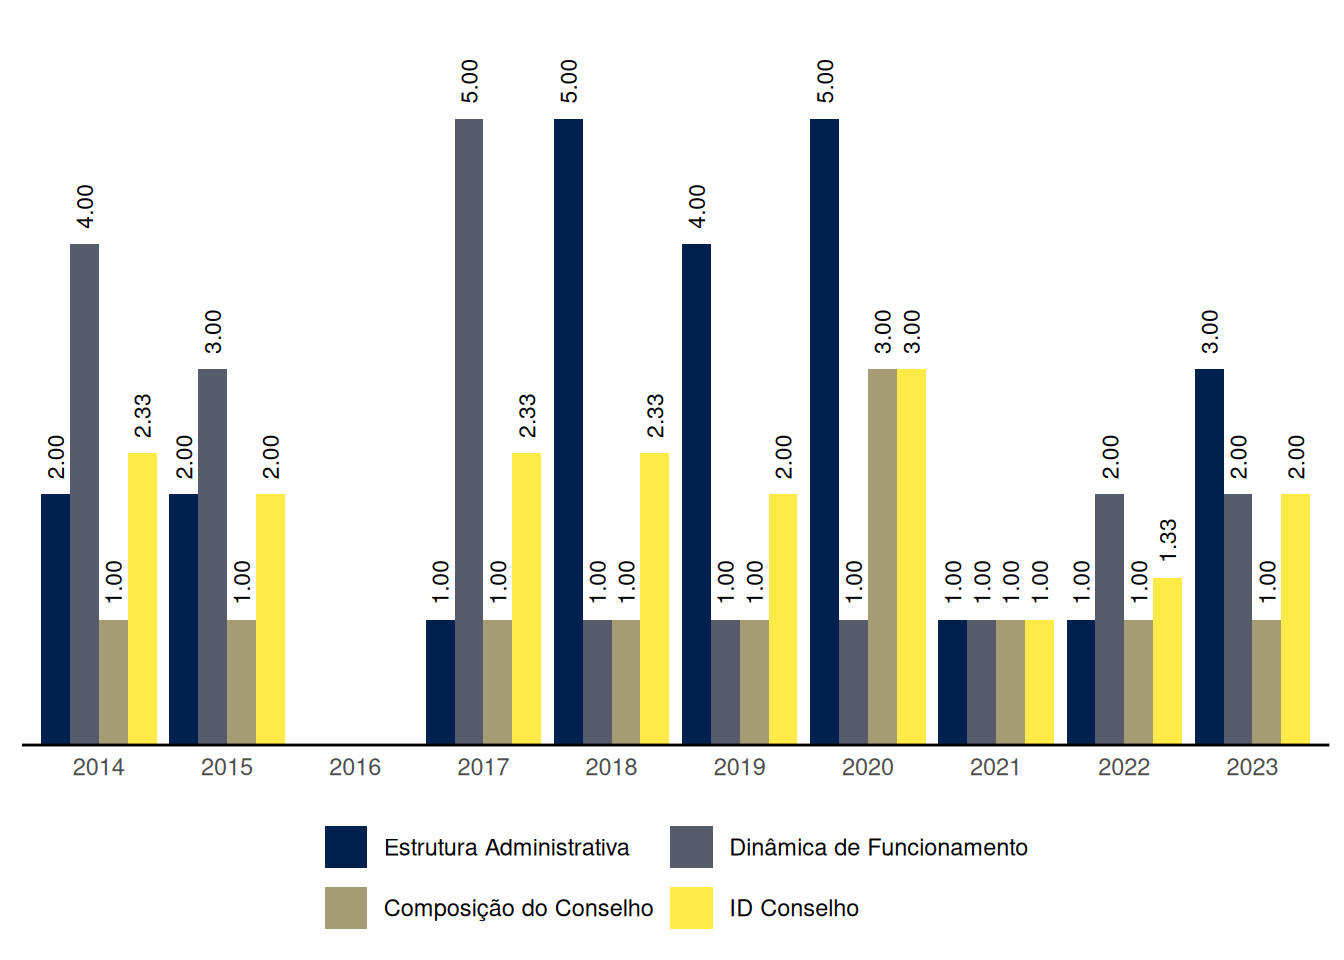 2.00 4.00 1.00 2.33 2.00 3.00 1.00 2.00 1.00 5.00 1.00 2.33 5.00 1.00 1.00 2.33 4.00 1.00 1.00 2.00 5.00 1.00 3.00 3.00 1.00 1.00 1.00 1.00 1.00 2.00 1.00 1.33 3.00 2.00 1.00 2.00
2014 2015 2016 2017 2018 2019 2020 2021 2022 2023
Estrutura Administrativa Dinâmica de Funcionamento
Composição do Conselho ID Conselho